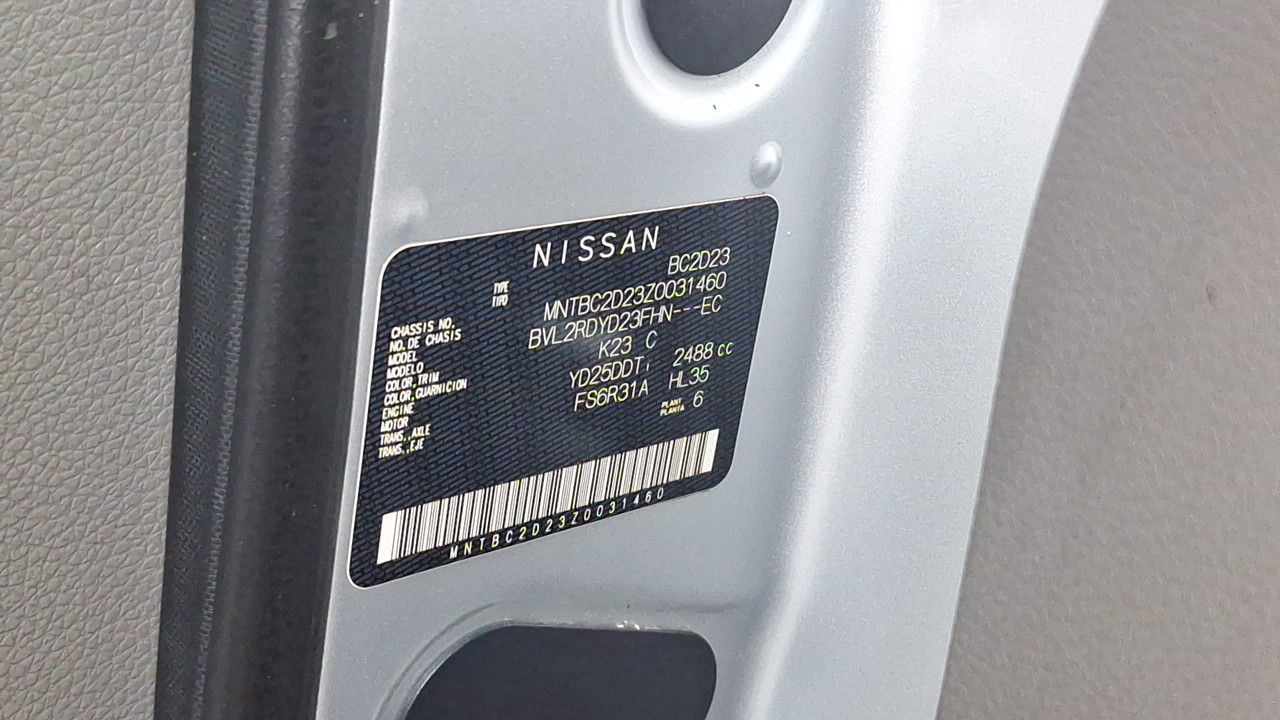 NISSAN
TYPE BC2D23
TIPO
CHASSIS NO. MNTBC2D23Z0031460
NO. DE CHASIS
MODEL BVL2RDYD23FHN---EC
MODELO
COLOR,TRIM K23 C
COLOR,GUARNICION
ENGINE YD25DDTi 2488 cc
MOTOR
TRANS.,AXLE FS6R31A HL35
TRANS.,EJE
PLANT 6
PLANTA
MNTBC2D23Z0031460